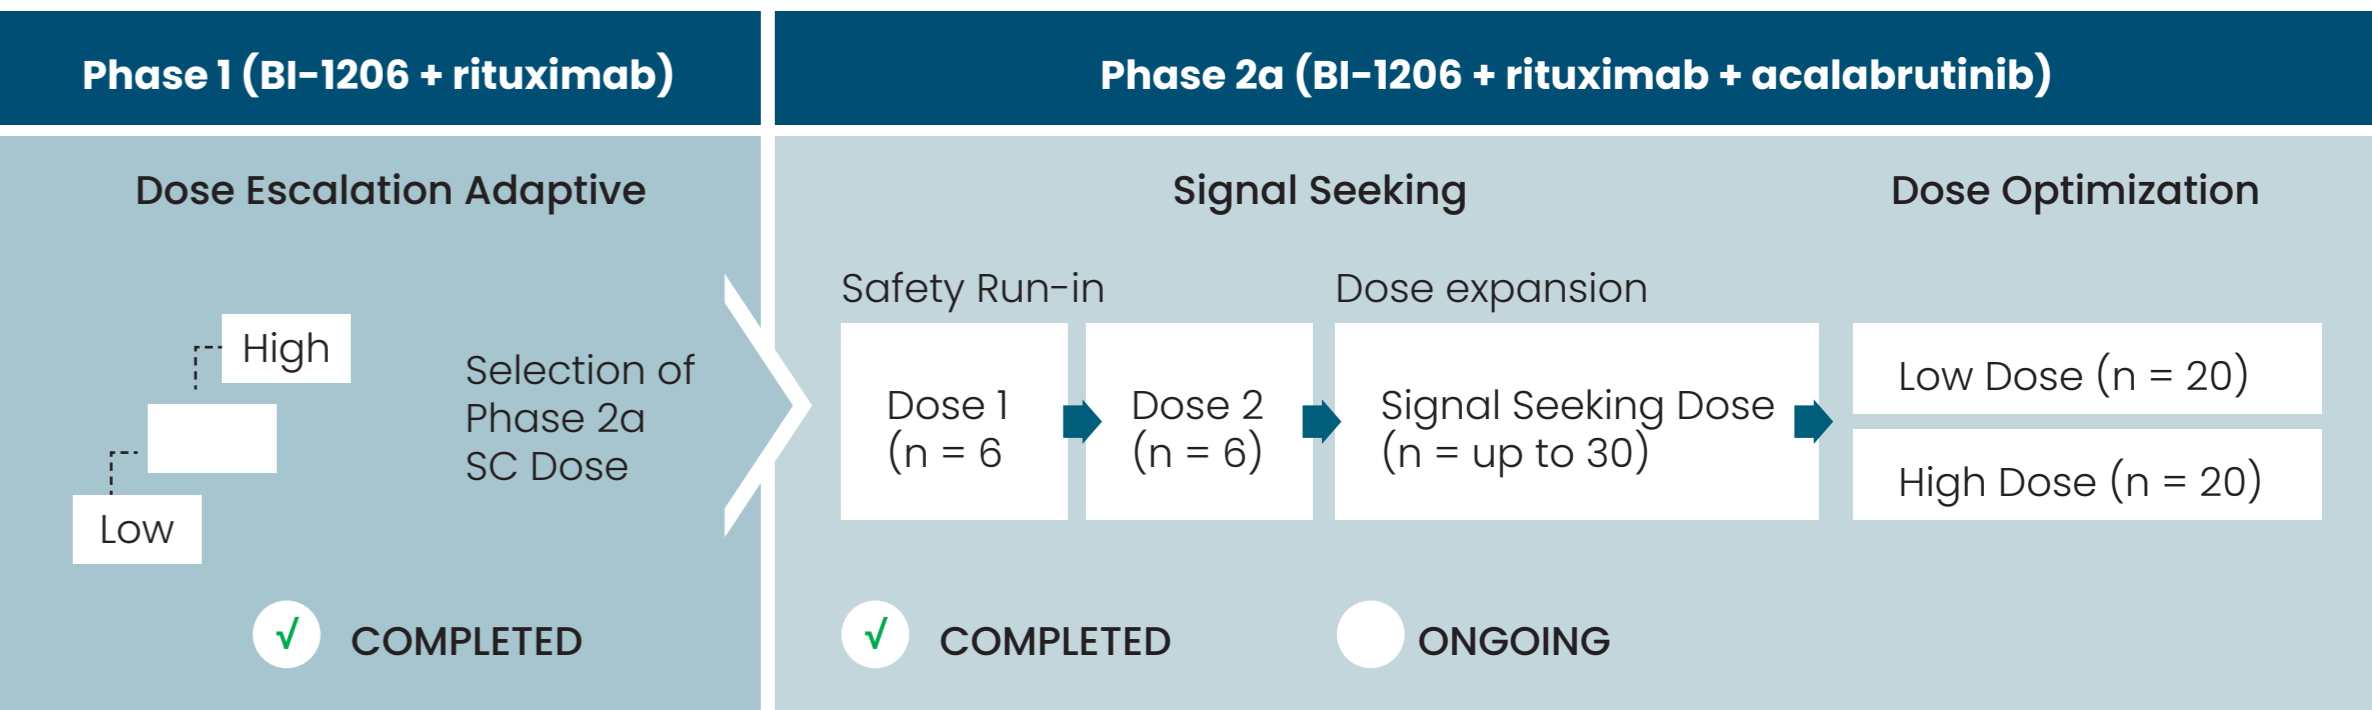 Phase 1 (BI-1206 + rituximab)
Phase 2a (BI-1206 + rituximab + acalabrutinib)
Dose Escalation Adaptive
High
Low
Selection of
Phase 2a
SC Dose
√ COMPLETED
Signal Seeking
Safety Run-in
Dose 1
(n = 6
Dose 2
(n = 6)
√ COMPLETED
Dose expansion
Signal Seeking Dose
(n = up to 30)
ONGOING
Dose Optimization
Low Dose (n = 20)
High Dose (n = 20)